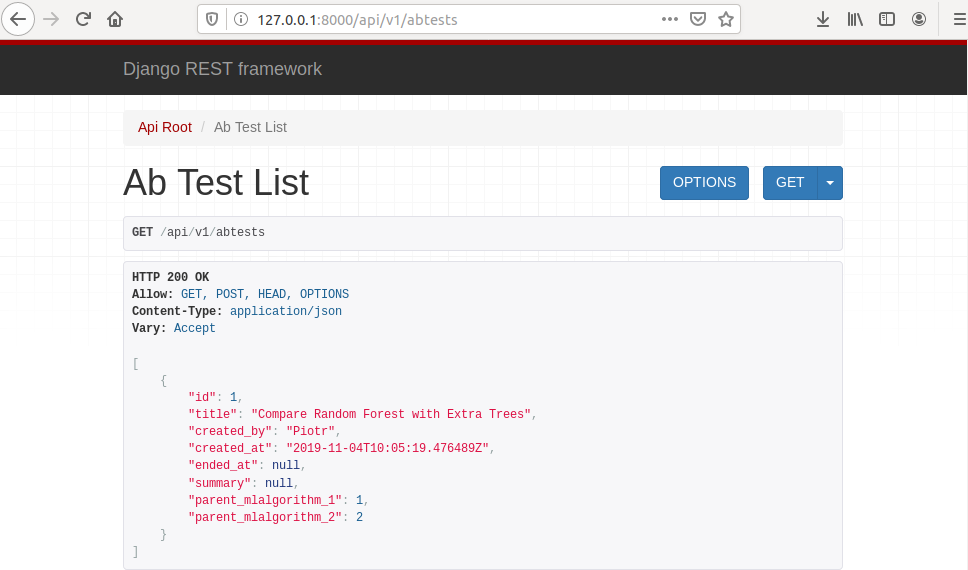 127.0.0.1:8000/api/v1/abtests
Django REST framework
Api Root / Ab Test List
Ab Test List OPTIONS GET
GET /api/v1/abtests
HTTP 200 OK
Allow: GET, POST, HEAD, OPTIONS
Content-Type: application/json
Vary: Accept
[
    {
        "id": 1,
        "title": "Compare Random Forest with Extra Trees",
        "created_by": "Piotr",
        "created_at": "2019-11-04T10:05:19.476489Z",
        "ended_at": null,
        "summary": null,
        "parent_mlalgorithm_1": 1,
        "parent_mlalgorithm_2": 2
    }
]